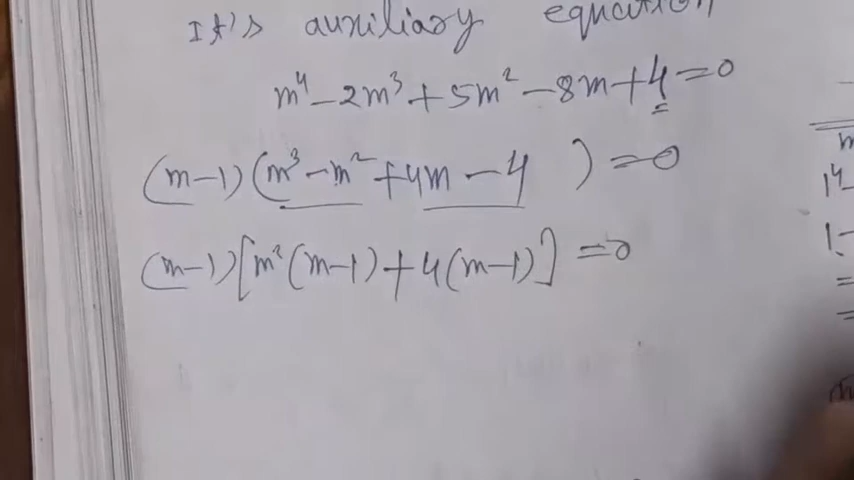 It's auxiliary equation
m⁴ - 2m³ + 5m² - 8m + 4 = 0
(m-1)(m³ - m² + 4m - 4 ) = 0
(m-1)[m²(m-1) + 4(m-1)] = 0